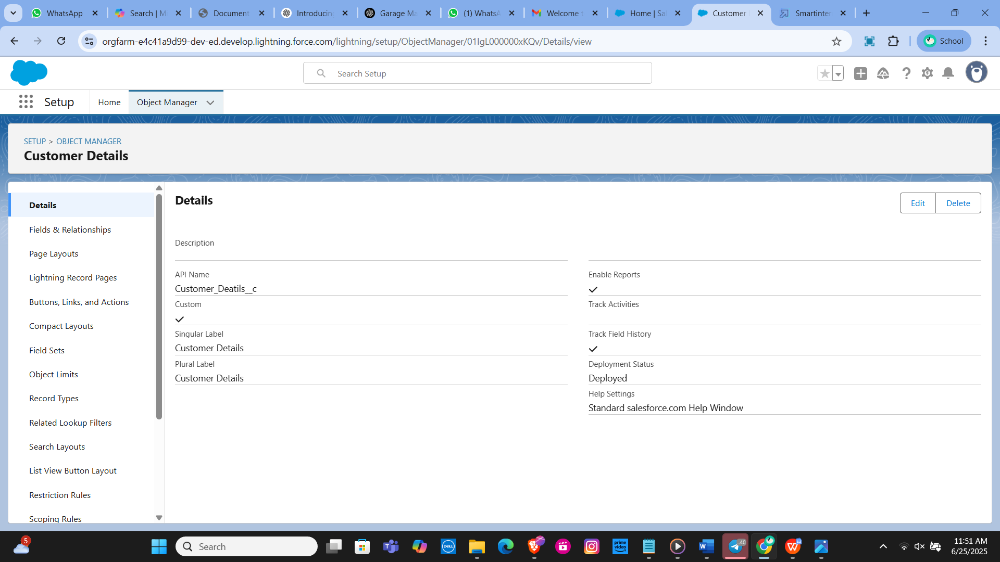 WhatsApp
Search | M
Document
Introducin
Garage Ma
(1) WhatsA
Welcome t
Home | Sa
Customer
Smartinter
orgfarm-e4c41a9d99-dev-ed.develop.lightning.force.com/lightning/setup/ObjectManager/01IgL000000xKQv/Details/view
School
Search Setup
Setup
Home
Object Manager
SETUP > OBJECT MANAGER
Customer Details
Details
Fields & Relationships
Page Layouts
Lightning Record Pages
Buttons, Links, and Actions
Compact Layouts
Field Sets
Object Limits
Record Types
Related Lookup Filters
Search Layouts
List View Button Layout
Restriction Rules
Scoping Rules
Details
Edit
Delete
Description
API Name
Customer_Deatils__c
Custom
Singular Label
Customer Details
Plural Label
Customer Details
Enable Reports
Track Activities
Track Field History
Deployment Status
Deployed
Help Settings
Standard salesforce.com Help Window
5
Search
DELL
prime
video
.40
11:51 AM
6/25/2025